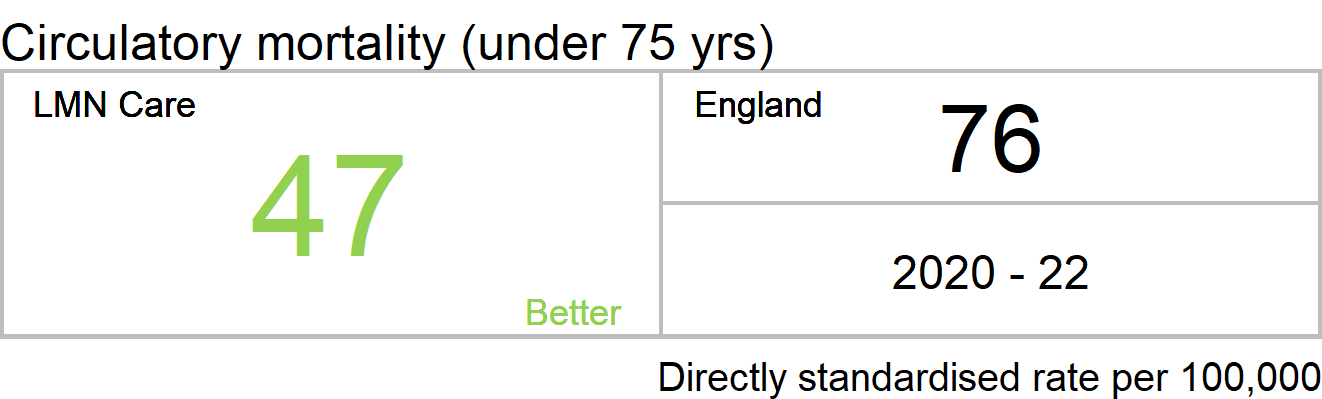 Circulatory mortality (under 75 yrs)
LMN Care
47
Better
England
76
2020 - 22
Directly standardised rate per 100,000